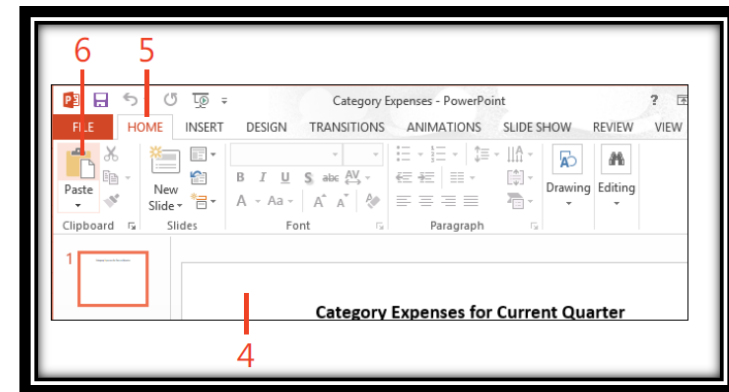 6 5
Category Expenses - PowerPoint ?
FILE HOME INSERT DESIGN TRANSITIONS ANIMATIONS SLIDE SHOW REVIEW VIEW
B I U S abc AV
Paste New Drawing Editing
Slide A Aa A A
Clipboard Slides Font Paragraph
1
Category Expenses for Current Quarter
4